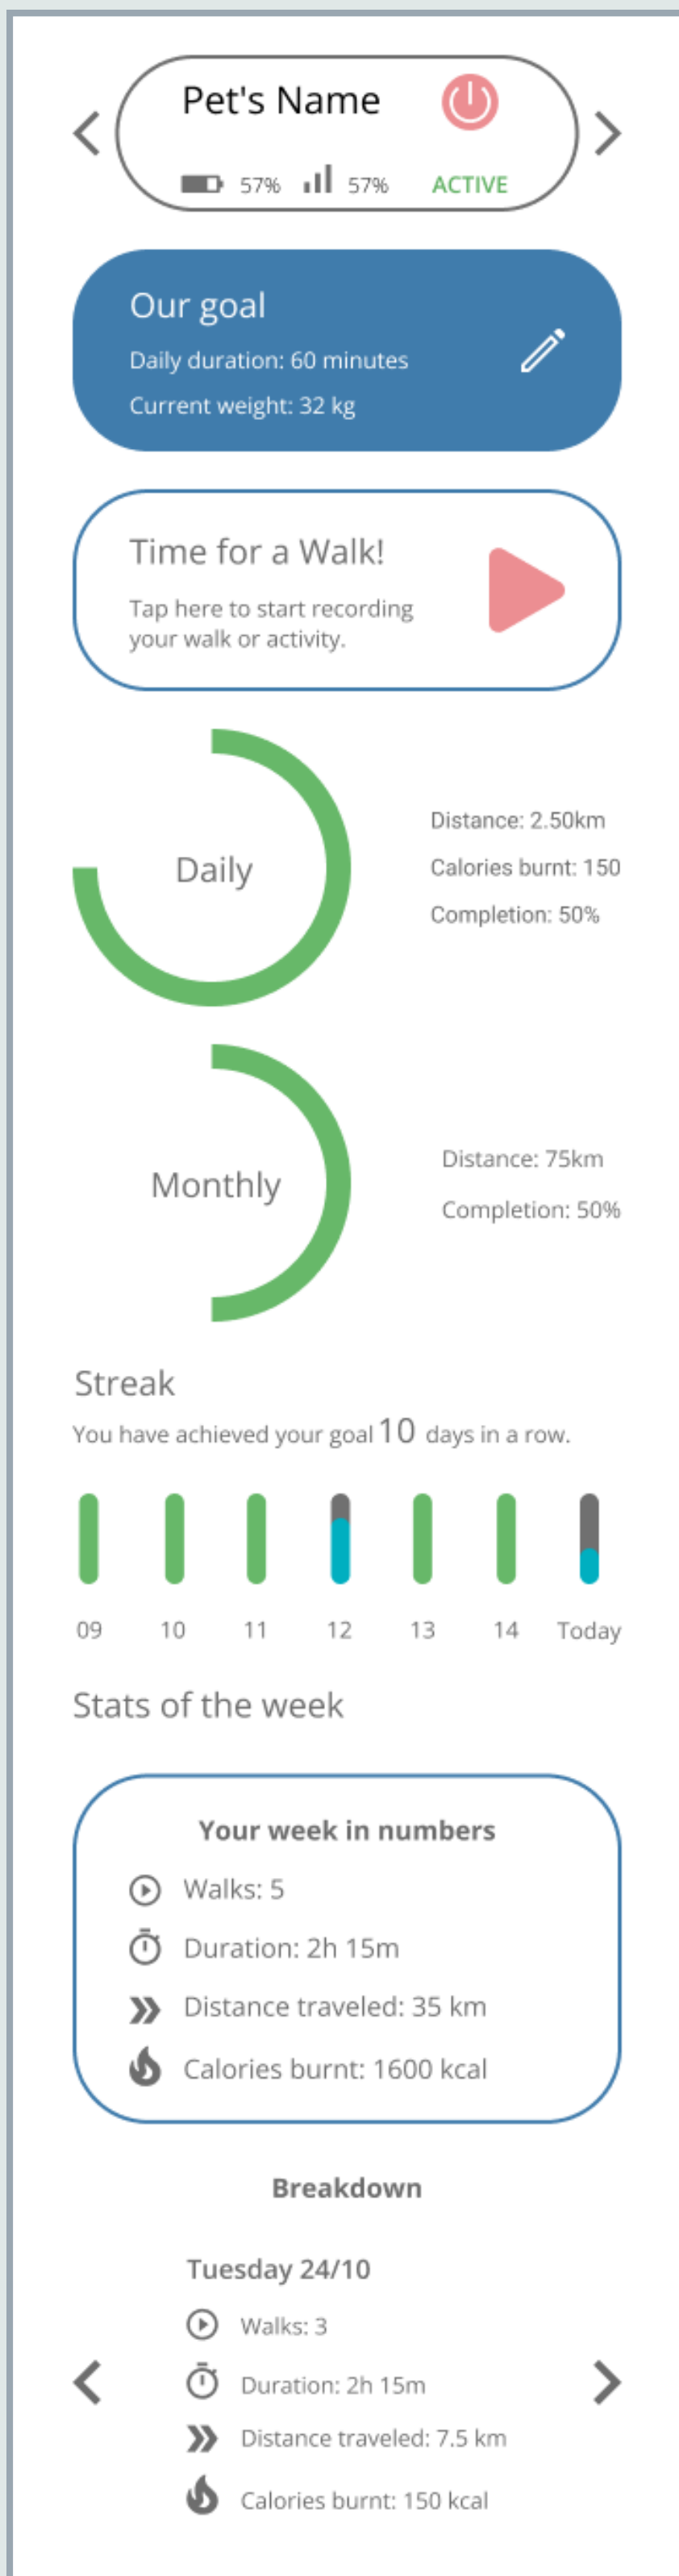 Pet's Name
57% 57% ACTIVE
Our goal
Daily duration: 60 minutes
Current weight: 32 kg
Time for a Walk!
Tap here to start recording
your walk or activity.
Daily
Distance: 2.50km
Calories burnt: 150
Completion: 50%
Monthly
Distance: 75km
Completion: 50%
Streak
You have achieved your goal 10 days in a row.
09 10 11 12 13 14 Today
Stats of the week
Your week in numbers
Walks: 5
Duration: 2h 15m
Distance traveled: 35 km
Calories burnt: 1600 kcal
Breakdown
Tuesday 24/10
Walks: 3
Duration: 2h 15m
Distance traveled: 7.5 km
Calories burnt: 150 kcal